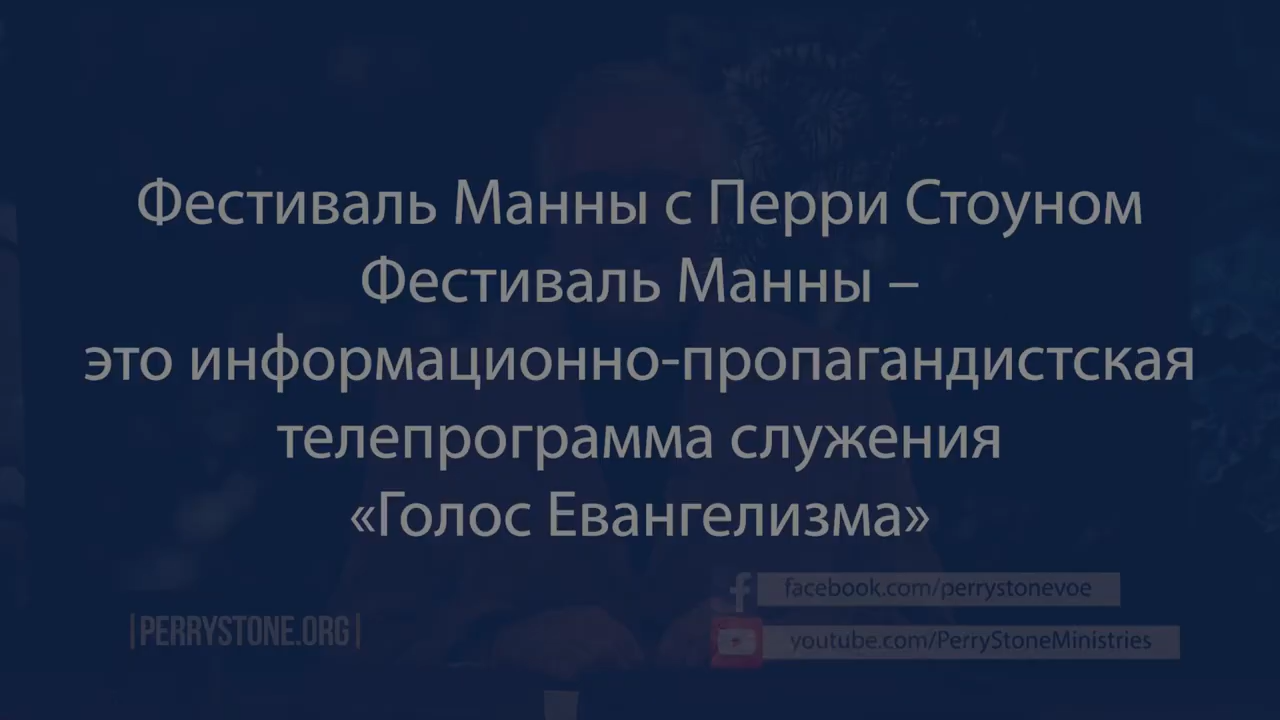 Фестиваль Манны с Перри Стоуном
Фестиваль Манны –
это информационно-пропагандистская
телепрограмма служения
«Голос Евангелизма»
facebook.com/perrystonevoe
|PERRYSTONE.ORG|
youtube.com/PerryStoneMinistries